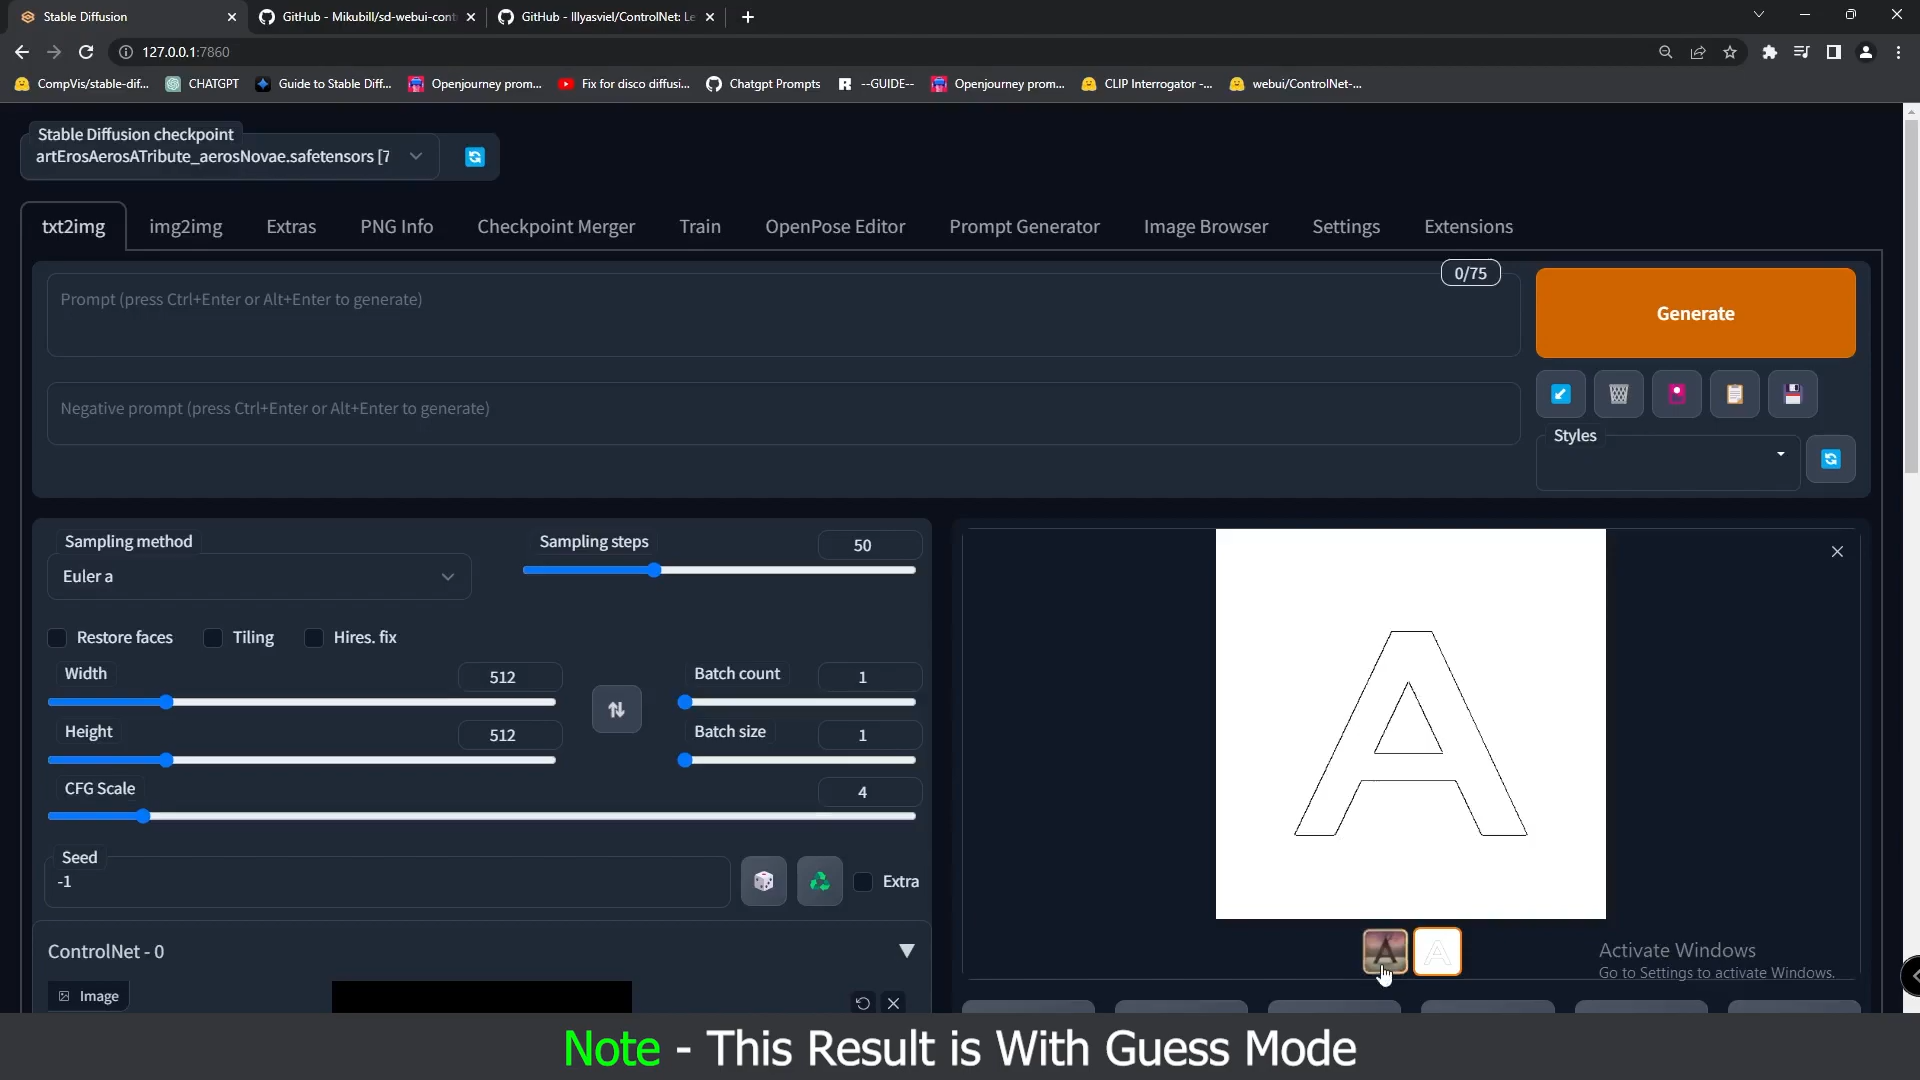 Stable Diffusion
GitHub - Mikubill/sd-webui-cont
GitHub - lllyasviel/ControlNet: Le
127.0.0.1:7860
CompVis/stable-dif...
CHATGPT
Guide to Stable Diff...
Openjourney prom...
Fix for disco diffusi...
Chatgpt Prompts
--GUIDE--
Openjourney prom...
CLIP Interrogator -...
webui/ControlNet-...
Stable Diffusion checkpoint
artErosAerosATribute_aerosNovae.safetensors [7
txt2img
img2img
Extras
PNG Info
Checkpoint Merger
Train
OpenPose Editor
Prompt Generator
Image Browser
Settings
Extensions
0/75
Prompt (press Ctrl+Enter or Alt+Enter to generate)
Generate
Negative prompt (press Ctrl+Enter or Alt+Enter to generate)
Styles
Sampling method
Euler a
Sampling steps
50
Restore faces
Tiling
Hires. fix
Width
512
Batch count
1
Height
512
Batch size
1
CFG Scale
4
Seed
-1
Extra
ControlNet - 0
Image
A
A
A
Activate Windows
Go to Settings to activate Windows.
Note - This Result is With Guess Mode